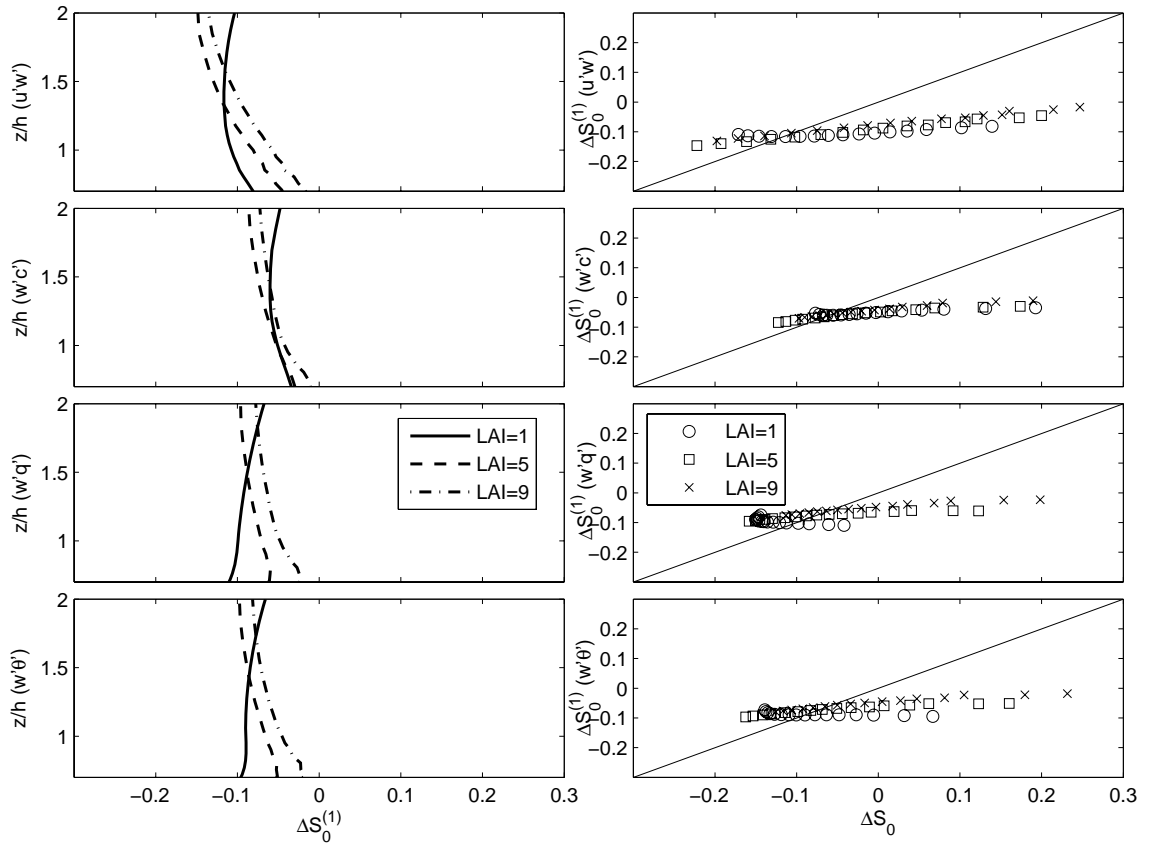 2
1.5
1
z/h (u'w')
0.2
0.1
0
−0.1
−0.2
ΔS₀⁽¹⁾ (u'w')
2
1.5
1
z/h (w'c')
0.2
0.1
0
−0.1
−0.2
ΔS₀⁽¹⁾ (w'c')
2
1.5
1
z/h (w'q')
LAI=1
LAI=5
LAI=9
0.2
0.1
0
−0.1
−0.2
ΔS₀⁽¹⁾ (w'q')
LAI=1
LAI=5
LAI=9
2
1.5
1
z/h (w'θ')
−0.2 −0.1 0 0.1 0.2 0.3
ΔS₀⁽¹⁾
0.2
0.1
0
−0.1
−0.2
ΔS₀⁽¹⁾ (w'θ')
−0.2 −0.1 0 0.1 0.2 0.3
ΔS₀